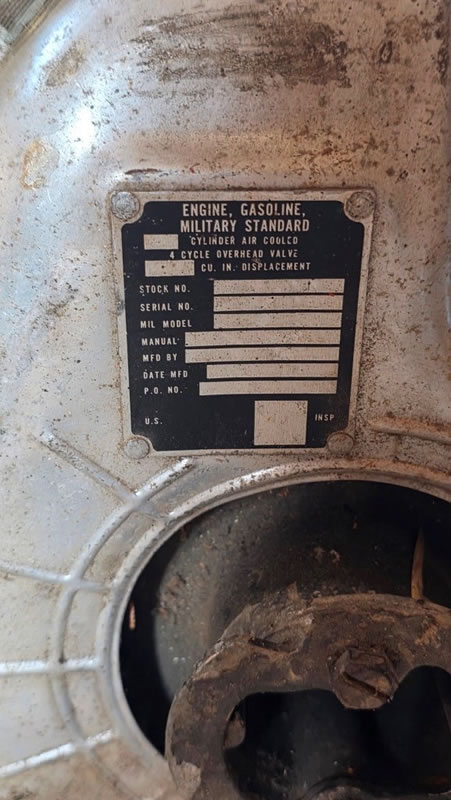 ENGINE, GASOLINE,
MILITARY STANDARD
CYLINDER AIR COOLED
4 CYCLE OVERHEAD VALVE
CU. IN. DISPLACEMENT
STOCK NO.
SERIAL NO.
MIL MODEL
MANUAL
MFD BY
DATE MFD
P.O. NO.
U.S. INSP